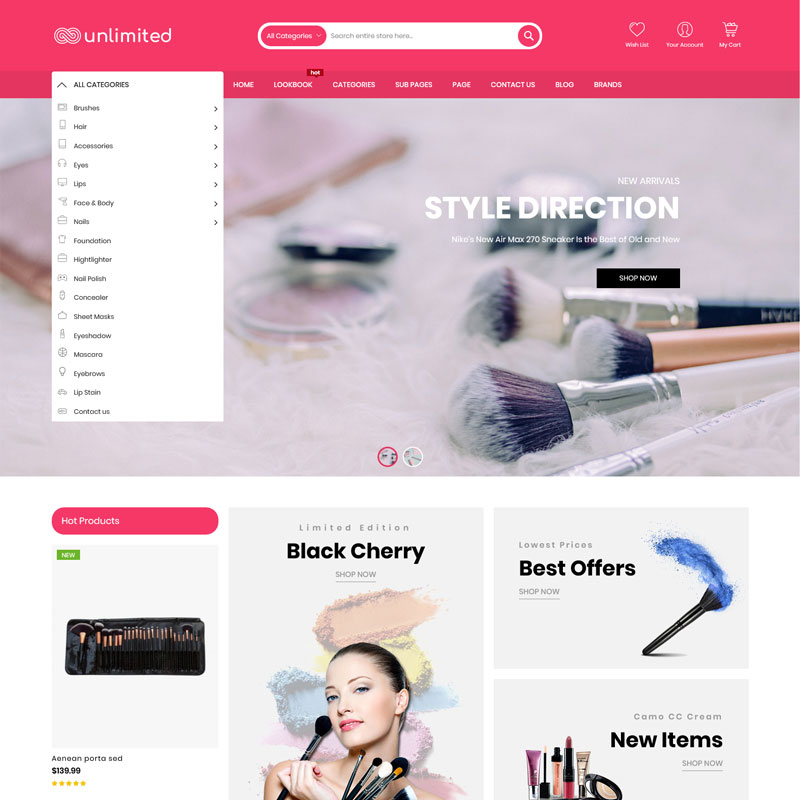 unlimited
All Categories
Search entire store here...
Wish List
Your Account
My Cart
ALL CATEGORIES
HOME
LOOKBOOK
hot
CATEGORIES
SUB PAGES
PAGE
CONTACT US
BLOG
BRANDS
Brushes
Hair
Accessories
Eyes
Lips
Face & Body
Nails
Foundation
Hightlighter
Nail Polish
Concealer
Sheet Masks
Eyeshadow
Mascara
Eyebrows
Lip Stain
Contact us
NEW ARRIVALS
STYLE DIRECTION
Nike's New Air Max 270 Sneaker Is the Best of Old and New
SHOP NOW
Hot Products
NEW
Aenean porta sed
$139.99
Limited Edition
Black Cherry
SHOP NOW
Lowest Prices
Best Offers
SHOP NOW
Camo CC Cream
New Items
SHOP NOW